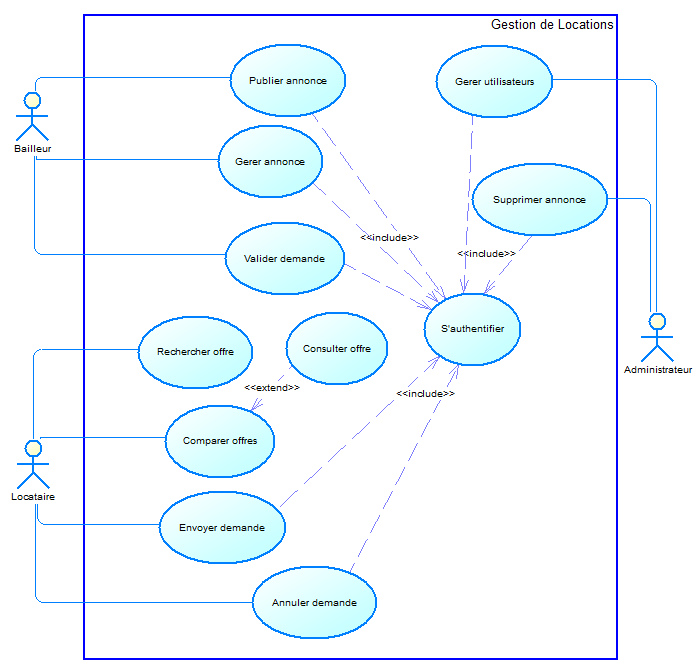 Gestion de Locations
Publier annonce
Gerer utilisateurs
Bailleur
Gerer annonce
Supprimer annonce
<<include>>
<<include>>
Valider demande
S'authentifier
Rechercher offre
Consulter offre
Administrateur
<<extend>>
<<include>>
Comparer offres
Locataire
Envoyer demande
Annuler demande